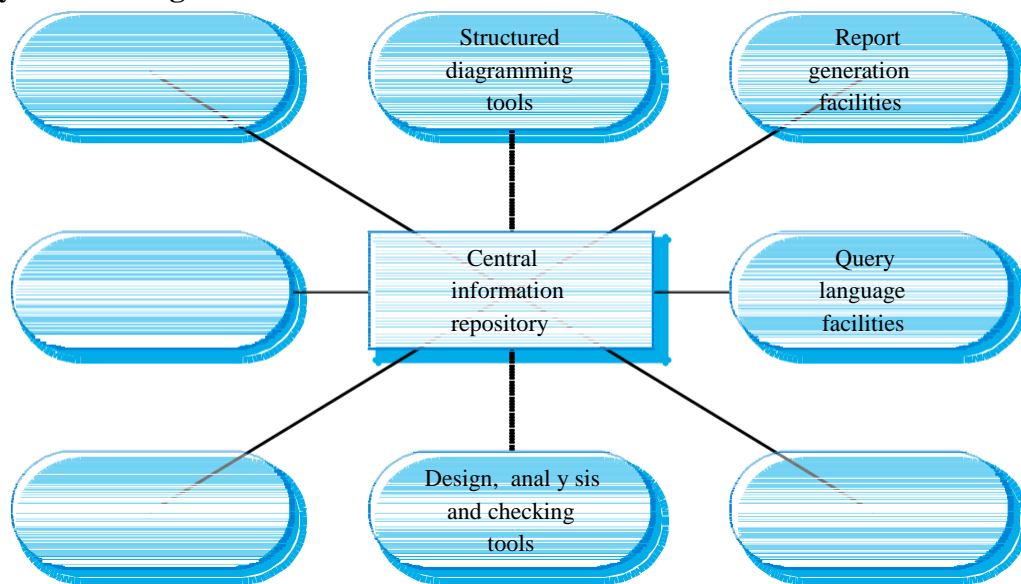 Structured
diagramming
tools
Report
generation
facilities
Central
information
repository
Query
language
facilities
Design, anal y sis
and checking
tools